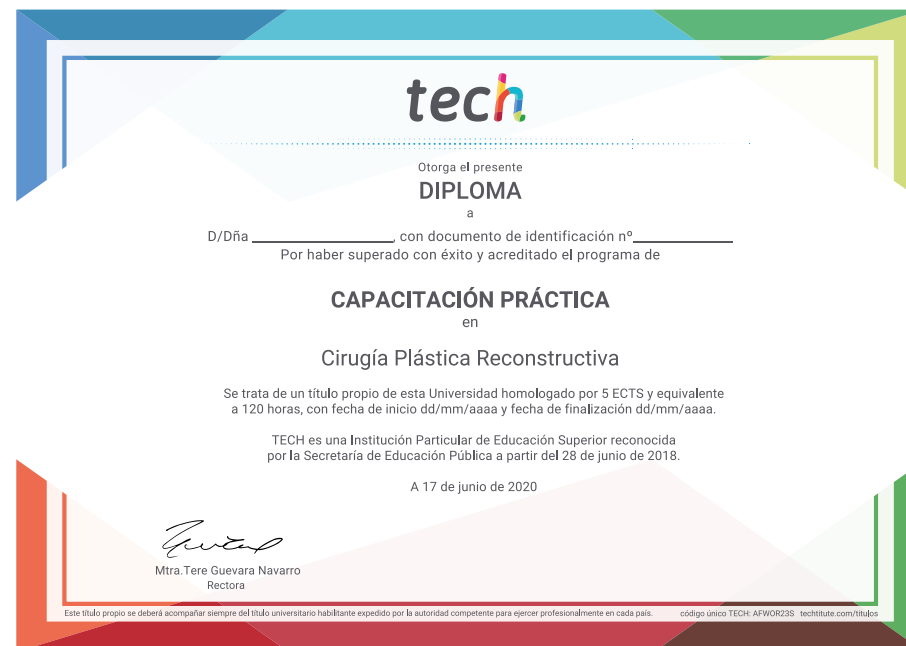 tech
Otorga el presente
DIPLOMA
a
D/Dña ______________, con documento de identificación nº______________
Por haber superado con éxito y acreditado el programa de
CAPACITACIÓN PRÁCTICA
en
Cirugía Plástica Reconstructiva
Se trata de un título propio de esta Universidad homologado por 5 ECTS y equivalente
a 120 horas, con fecha de inicio dd/mm/aaaa y fecha de finalización dd/mm/aaaa.
TECH es una Institución Particular de Educación Superior reconocida
por la Secretaría de Educación Pública a partir del 28 de junio de 2018.
A 17 de junio de 2020
Mtra.Tere Guevara Navarro
Rectora
Este título propio se deberá acompañar siempre del título universitario habilitante expedido por la autoridad competente para ejercer profesionalmente en cada país. código único TECH: AFWOR23S techtitute.com/titulos